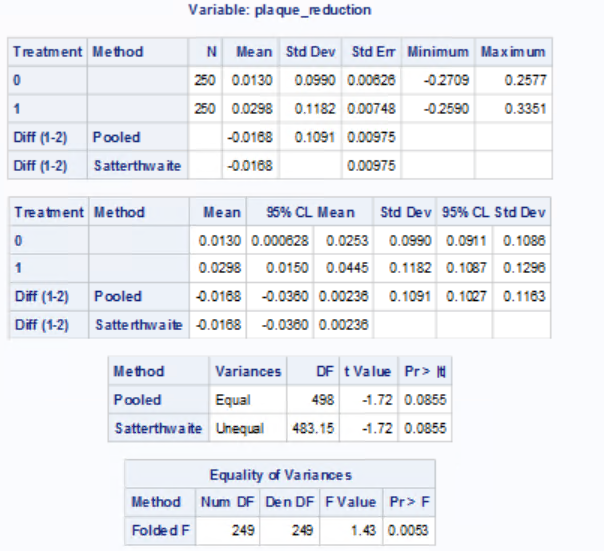 Variable: plaque_reduction
Treatment Method N Mean Std Dev Std Err Minimum Maximum
0 250 0.0130 0.0990 0.00626 -0.2709 0.2577
1 250 0.0298 0.1182 0.00748 -0.2590 0.3351
Diff (1-2) Pooled -0.0168 0.1091 0.00975
Diff (1-2) Satterthwaite -0.0168 0.00975
Treatment Method Mean 95% CL Mean Std Dev 95% CL Std Dev
0 0.0130 0.000628 0.0253 0.0990 0.0911 0.1086
1 0.0298 0.0150 0.0445 0.1182 0.1087 0.1296
Diff (1-2) Pooled -0.0168 -0.0360 0.00236 0.1091 0.1027 0.1163
Diff (1-2) Satterthwaite -0.0168 -0.0360 0.00236
Method Variances DF t Value Pr > |t|
Pooled Equal 498 -1.72 0.0855
Satterthwaite Unequal 483.15 -1.72 0.0855
Equality of Variances
Method Num DF Den DF F Value Pr > F
Folded F 249 249 1.43 0.0053